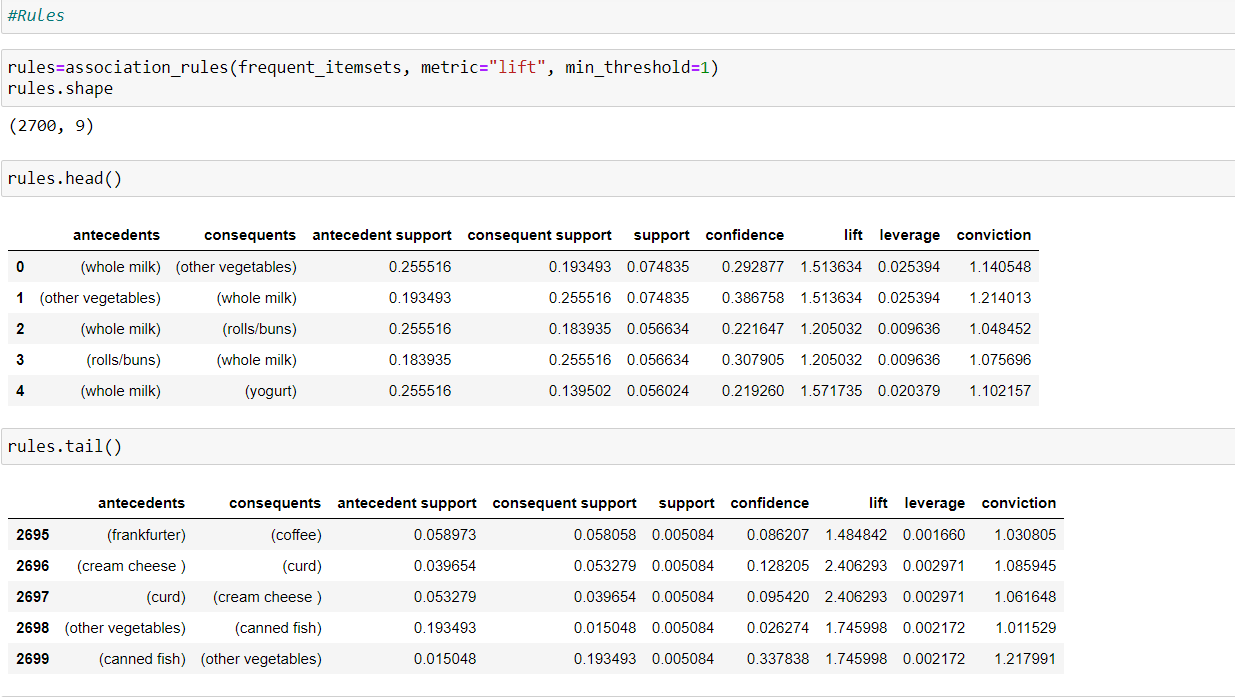 #Rules
rules=association_rules(frequent_itemsets, metric="lift", min_threshold=1)
rules.shape
(2700, 9)
rules.head()
antecedents consequents antecedent support consequent support support confidence lift leverage conviction
0 (whole milk) (other vegetables) 0.255516 0.193493 0.074835 0.292877 1.513634 0.025394 1.140548
1 (other vegetables) (whole milk) 0.193493 0.255516 0.074835 0.386758 1.513634 0.025394 1.214013
2 (whole milk) (rolls/buns) 0.255516 0.183935 0.056634 0.221647 1.205032 0.009636 1.048452
3 (rolls/buns) (whole milk) 0.183935 0.255516 0.056634 0.307905 1.205032 0.009636 1.075696
4 (whole milk) (yogurt) 0.255516 0.139502 0.056024 0.219260 1.571735 0.020379 1.102157
rules.tail()
antecedents consequents antecedent support consequent support support confidence lift leverage conviction
2695 (frankfurter) (coffee) 0.058973 0.058058 0.005084 0.086207 1.484842 0.001660 1.030805
2696 (cream cheese ) (curd) 0.039654 0.053279 0.005084 0.128205 2.406293 0.002971 1.085945
2697 (curd) (cream cheese ) 0.053279 0.039654 0.005084 0.095420 2.406293 0.002971 1.061648
2698 (other vegetables) (canned fish) 0.193493 0.015048 0.005084 0.026274 1.745998 0.002172 1.011529
2699 (canned fish) (other vegetables) 0.015048 0.193493 0.005084 0.337838 1.745998 0.002172 1.217991